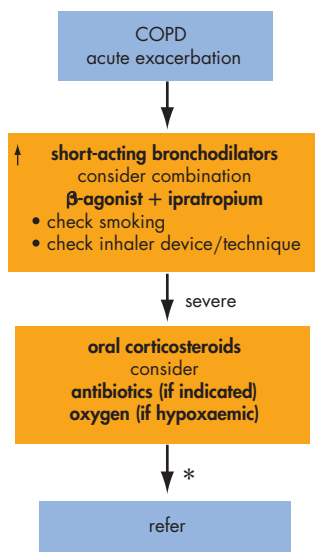 COPD
acute exacerbation
↑ short-acting bronchodilators
consider combination
β-agonist + ipratropium
• check smoking
• check inhaler device/technique
severe
oral corticosteroids
consider
antibiotics (if indicated)
oxygen (if hypoxaemic)
*
refer